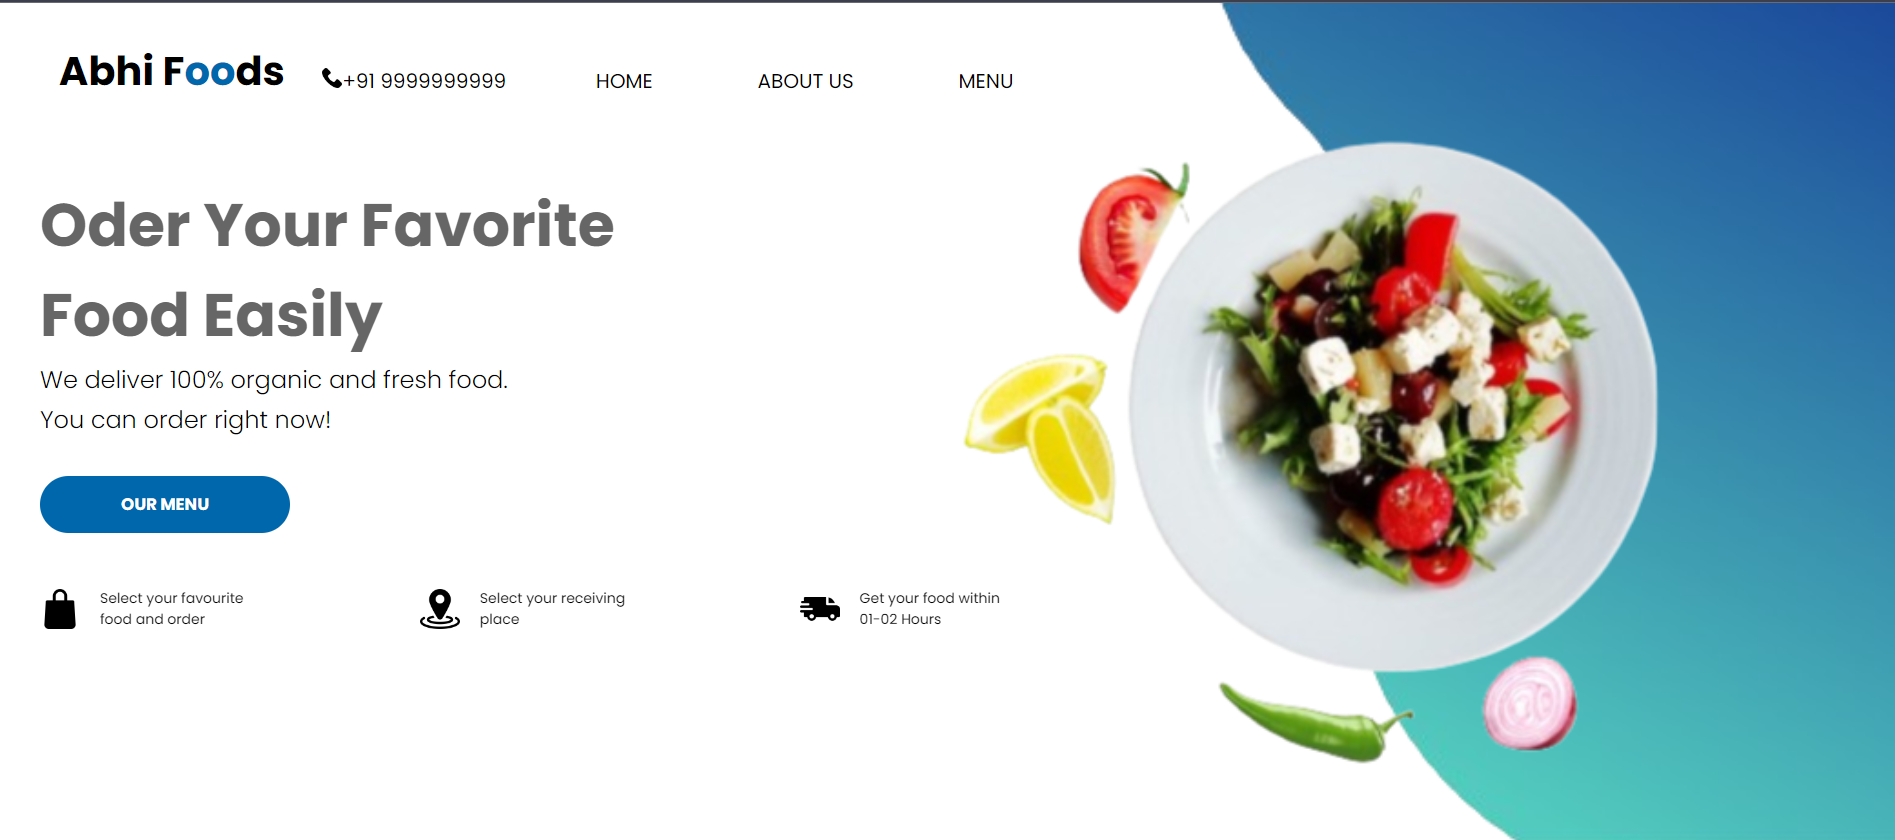 Abhi Foods
+91 9999999999
HOME
ABOUT US
MENU
Oder Your Favorite
Food Easily
We deliver 100% organic and fresh food.
You can order right now!
OUR MENU
Select your favourite
food and order
Select your receiving
place
Get your food within
01-02 Hours